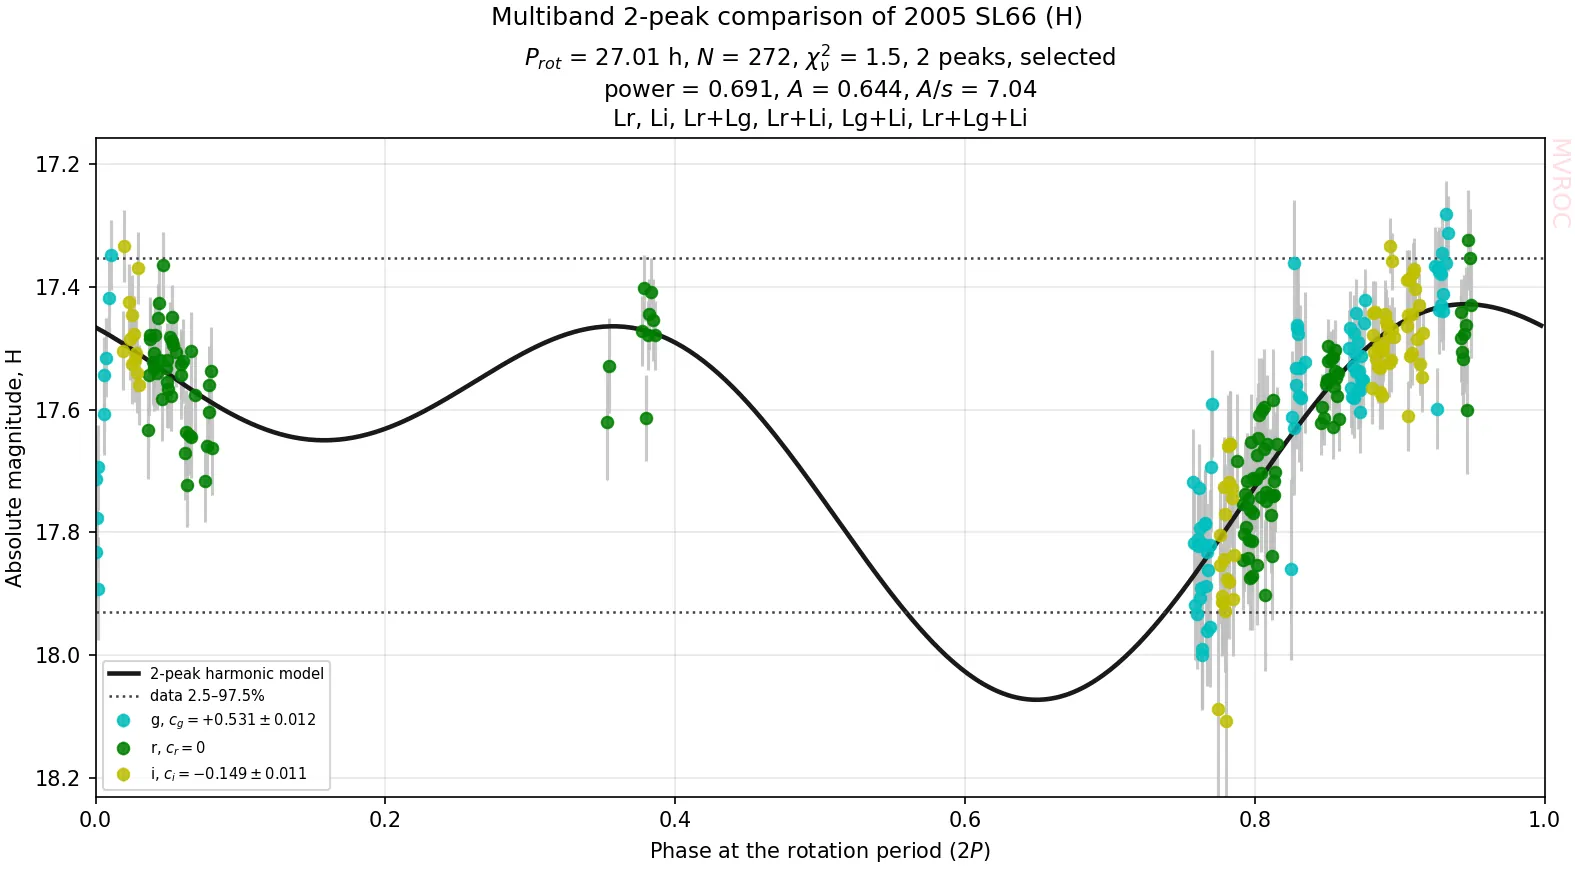 Multiband 2-peak comparison of 2005 SL66 (H)
P_rot = 27.01 h, N = 272, χ²_ν = 1.5, 2 peaks, selected
power = 0.691, A = 0.644, A/s = 7.04
Lr, Li, Lr+Lg, Lr+Li, Lg+Li, Lr+Lg+Li
MVROC
Absolute magnitude, H
17.2
17.4
17.6
17.8
18.0
18.2
2-peak harmonic model
data 2.5–97.5%
g, c_g = +0.531 ± 0.012
r, c_r = 0
i, c_i = −0.149 ± 0.011
0.0 0.2 0.4 0.6 0.8 1.0
Phase at the rotation period (2P)